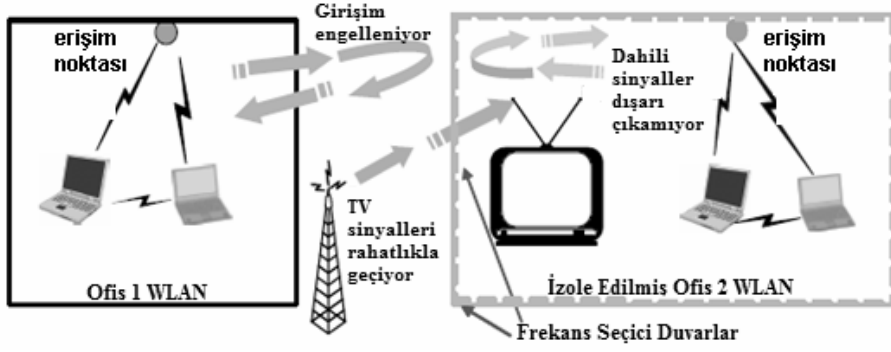 erişim
noktası
Girişim
engelleniyor
erişim
noktası
Dahili
sinyaller
dışarı
çıkamıyor
TV
sinyalleri
rahatlıkla
geçiyor
Ofis 1 WLAN
İzole Edilmiş Ofis 2 WLAN
Frekans Seçici Duvarlar